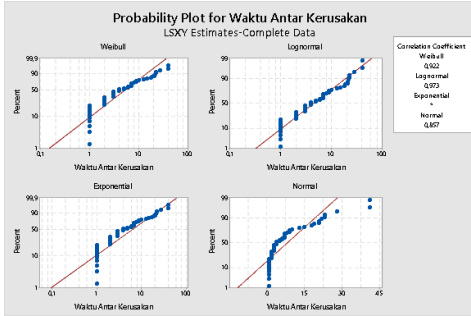 Probability Plot for Waktu Antar Kerusakan
LSXY Estimates-Complete Data
Weibull
Lognormal
Correlation Coefficient
Weibull
0,922
Lognormal
0,973
Exponential
*
Normal
0,857
99,9
90
50
10
1
Percent
0,1 1 10 100
Waktu Antar Kerusakan
99
90
50
10
1
Percent
0,1 1 10 100
Waktu Antar Kerusakan
Exponential
Normal
99,9
90
50
10
1
Percent
0,1 1 10 100
Waktu Antar Kerusakan
99
90
50
10
1
Percent
0 15 30 45
Waktu Antar Kerusakan